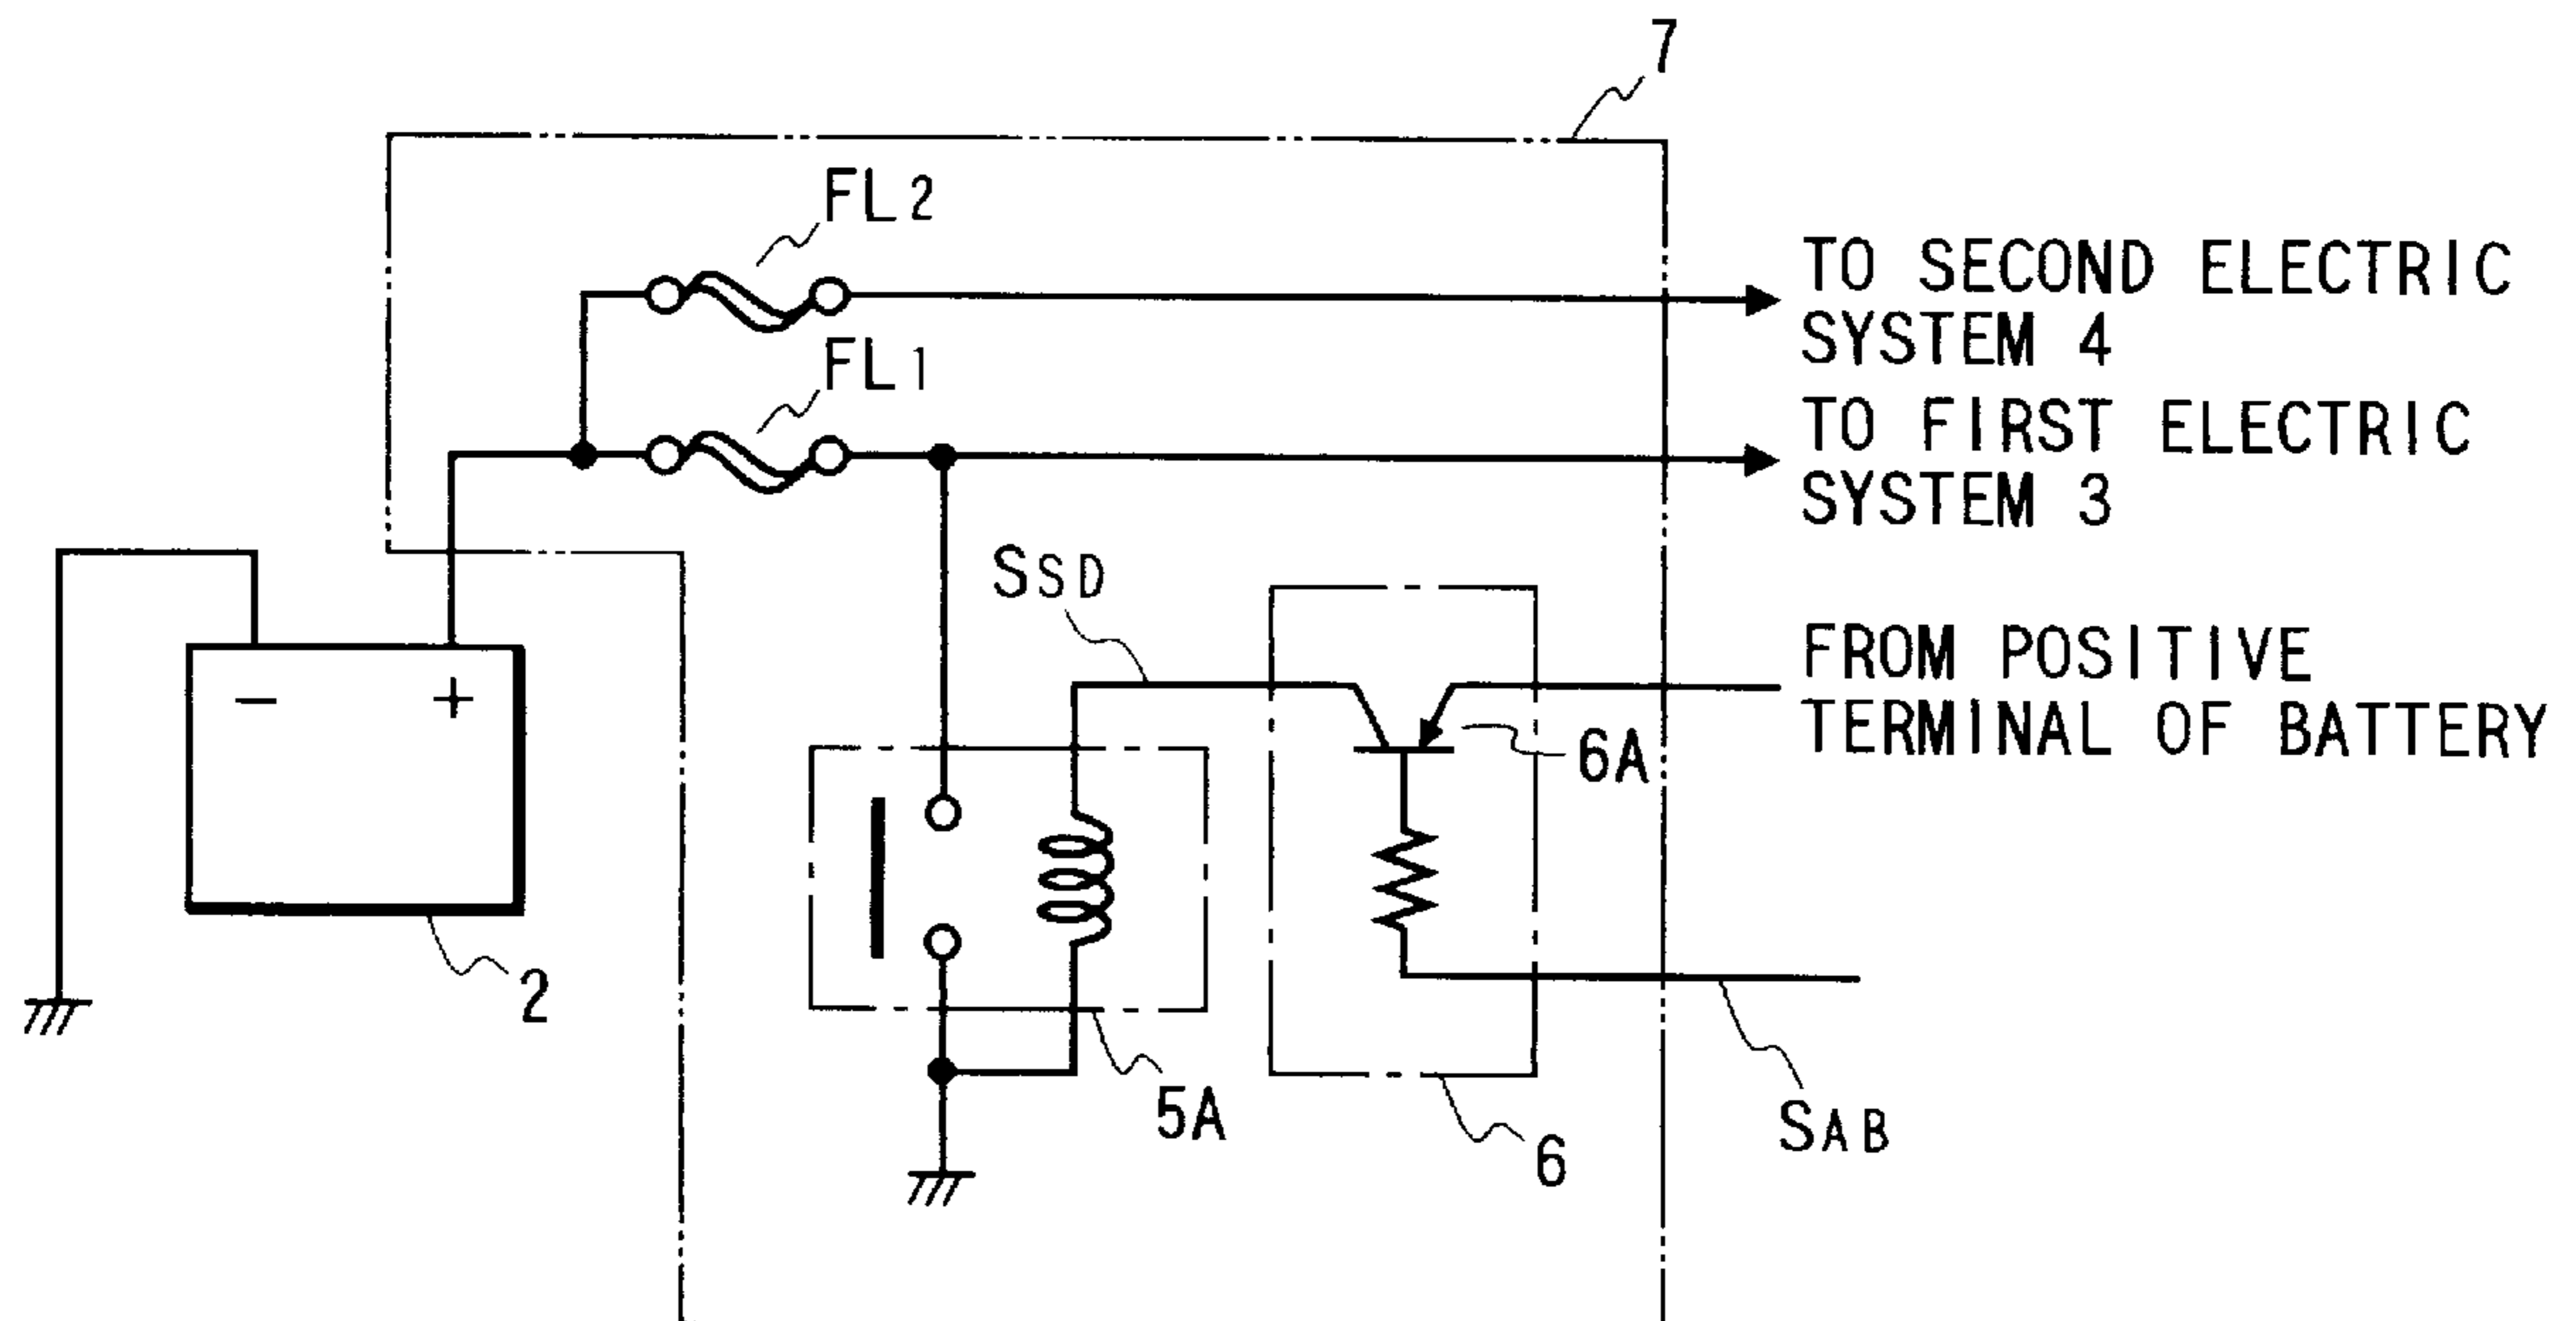 7
FL2
TO SECOND ELECTRIC
SYSTEM 4
FL1
TO FIRST ELECTRIC
SYSTEM 3
SSD
FROM POSITIVE
TERMINAL OF BATTERY
− +
6A
2
5A
6
SAB